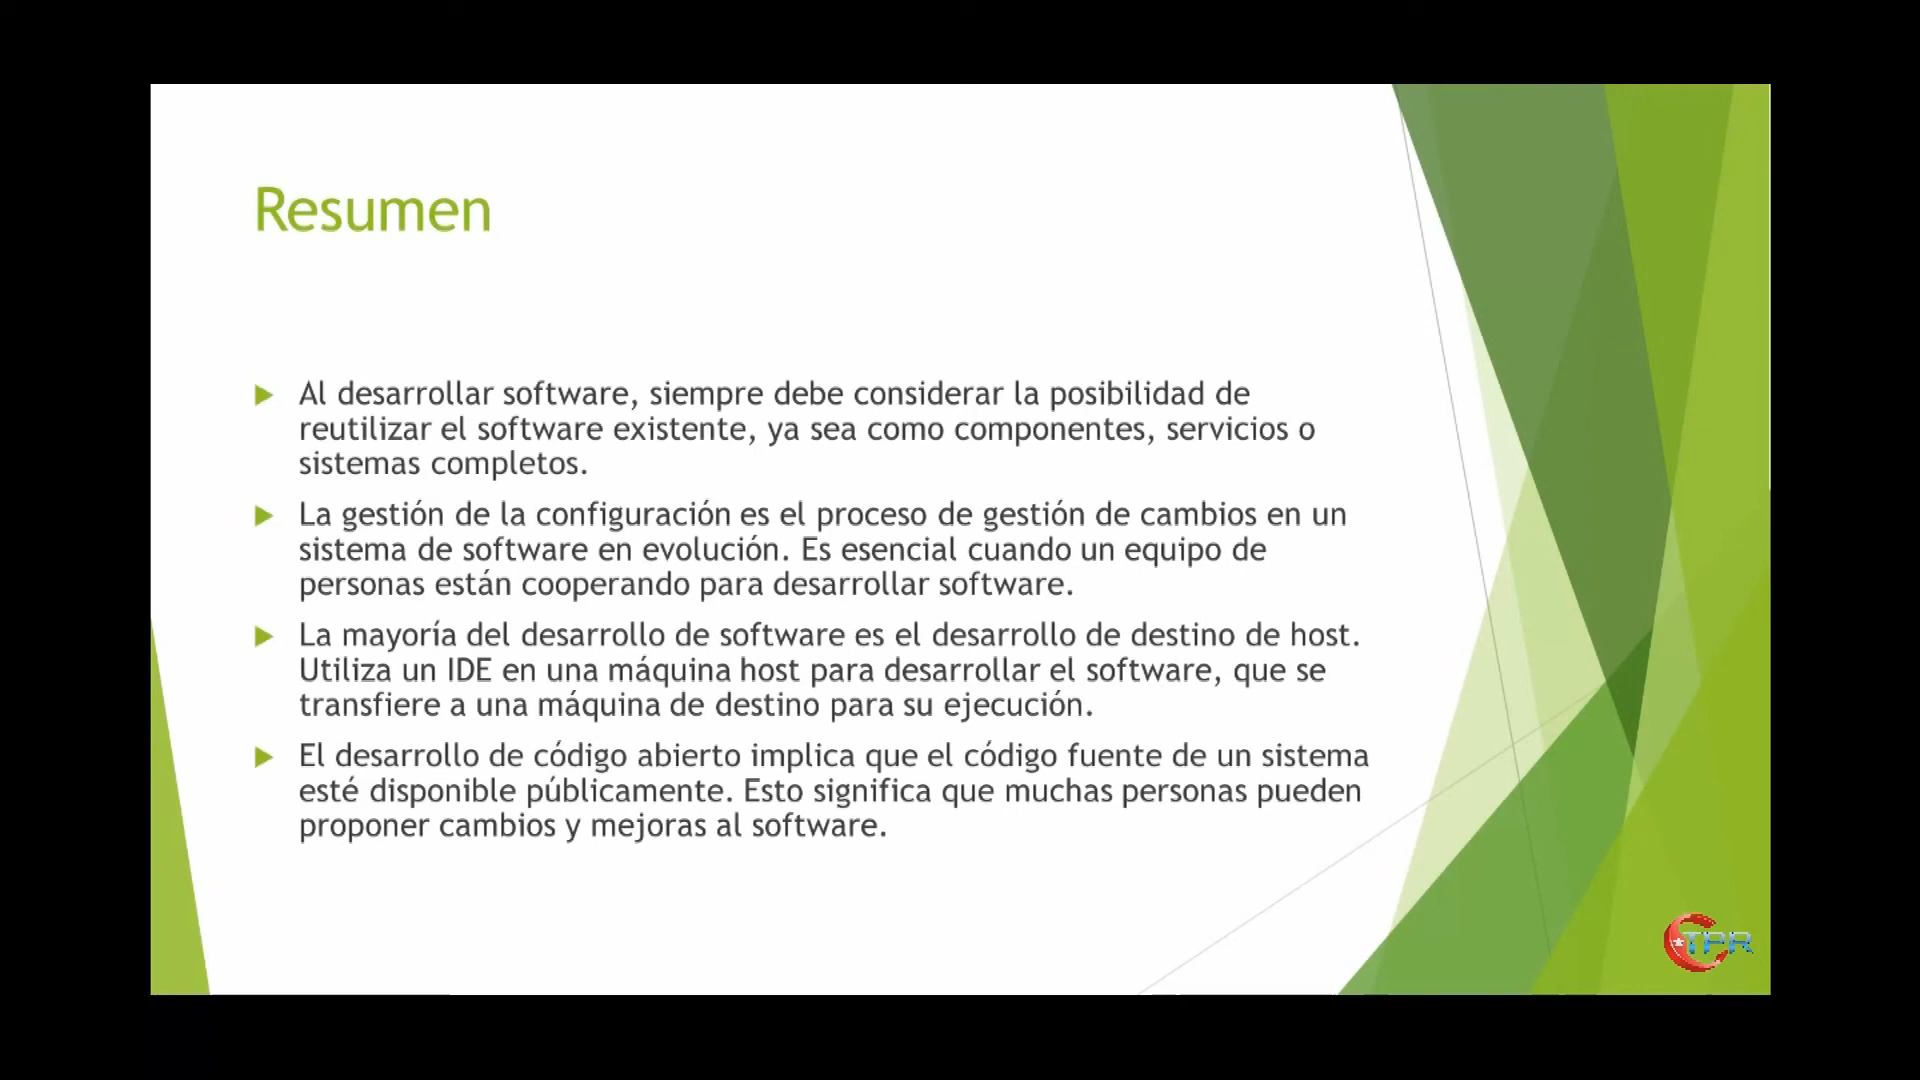 Resumen
Al desarrollar software, siempre debe considerar la posibilidad de
reutilizar el software existente, ya sea como componentes, servicios o
sistemas completos.
La gestión de la configuración es el proceso de gestión de cambios en un
sistema de software en evolución. Es esencial cuando un equipo de
personas están cooperando para desarrollar software.
La mayoría del desarrollo de software es el desarrollo de destino de host.
Utiliza un IDE en una máquina host para desarrollar el software, que se
transfiere a una máquina de destino para su ejecución.
El desarrollo de código abierto implica que el código fuente de un sistema
esté disponible públicamente. Esto significa que muchas personas pueden
proponer cambios y mejoras al software.
TPR